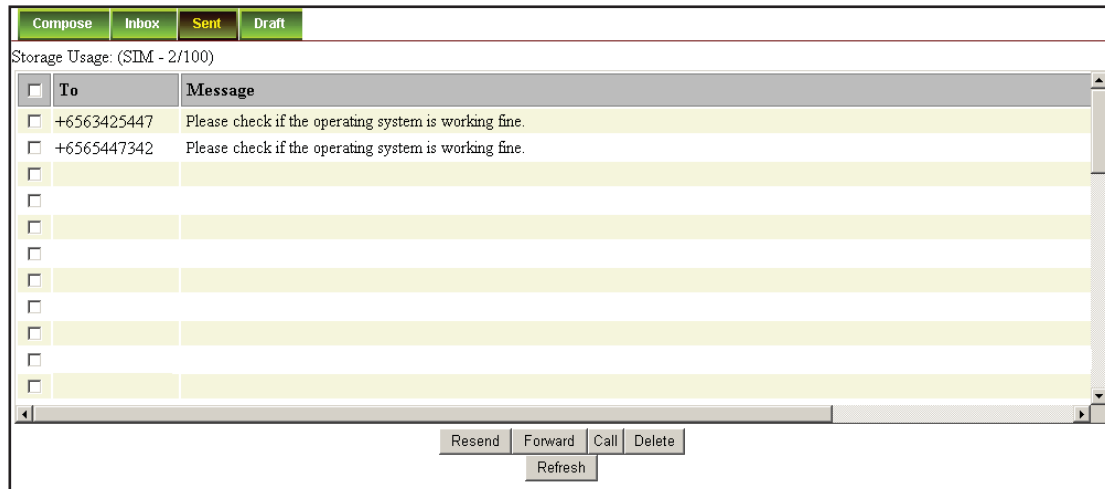 Compose Inbox Sent Draft
Storage Usage: (SIM - 2/100)
To Message
+6563425447 Please check if the operating system is working fine.
+6565447342 Please check if the operating system is working fine.
Resend Forward Call Delete
Refresh